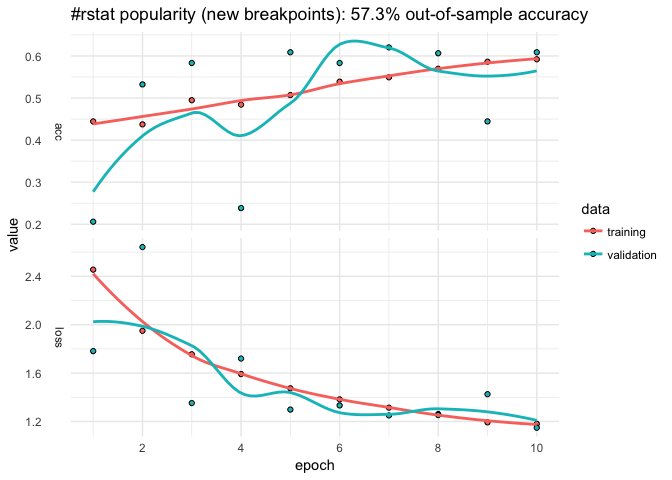 #rstat popularity (new breakpoints): 57.3% out-of-sample accuracy
value
acc
0.6
0.5
0.4
0.3
0.2
loss
2.4
2.0
1.6
1.2
2 4 6 8 10
epoch
data
training
validation